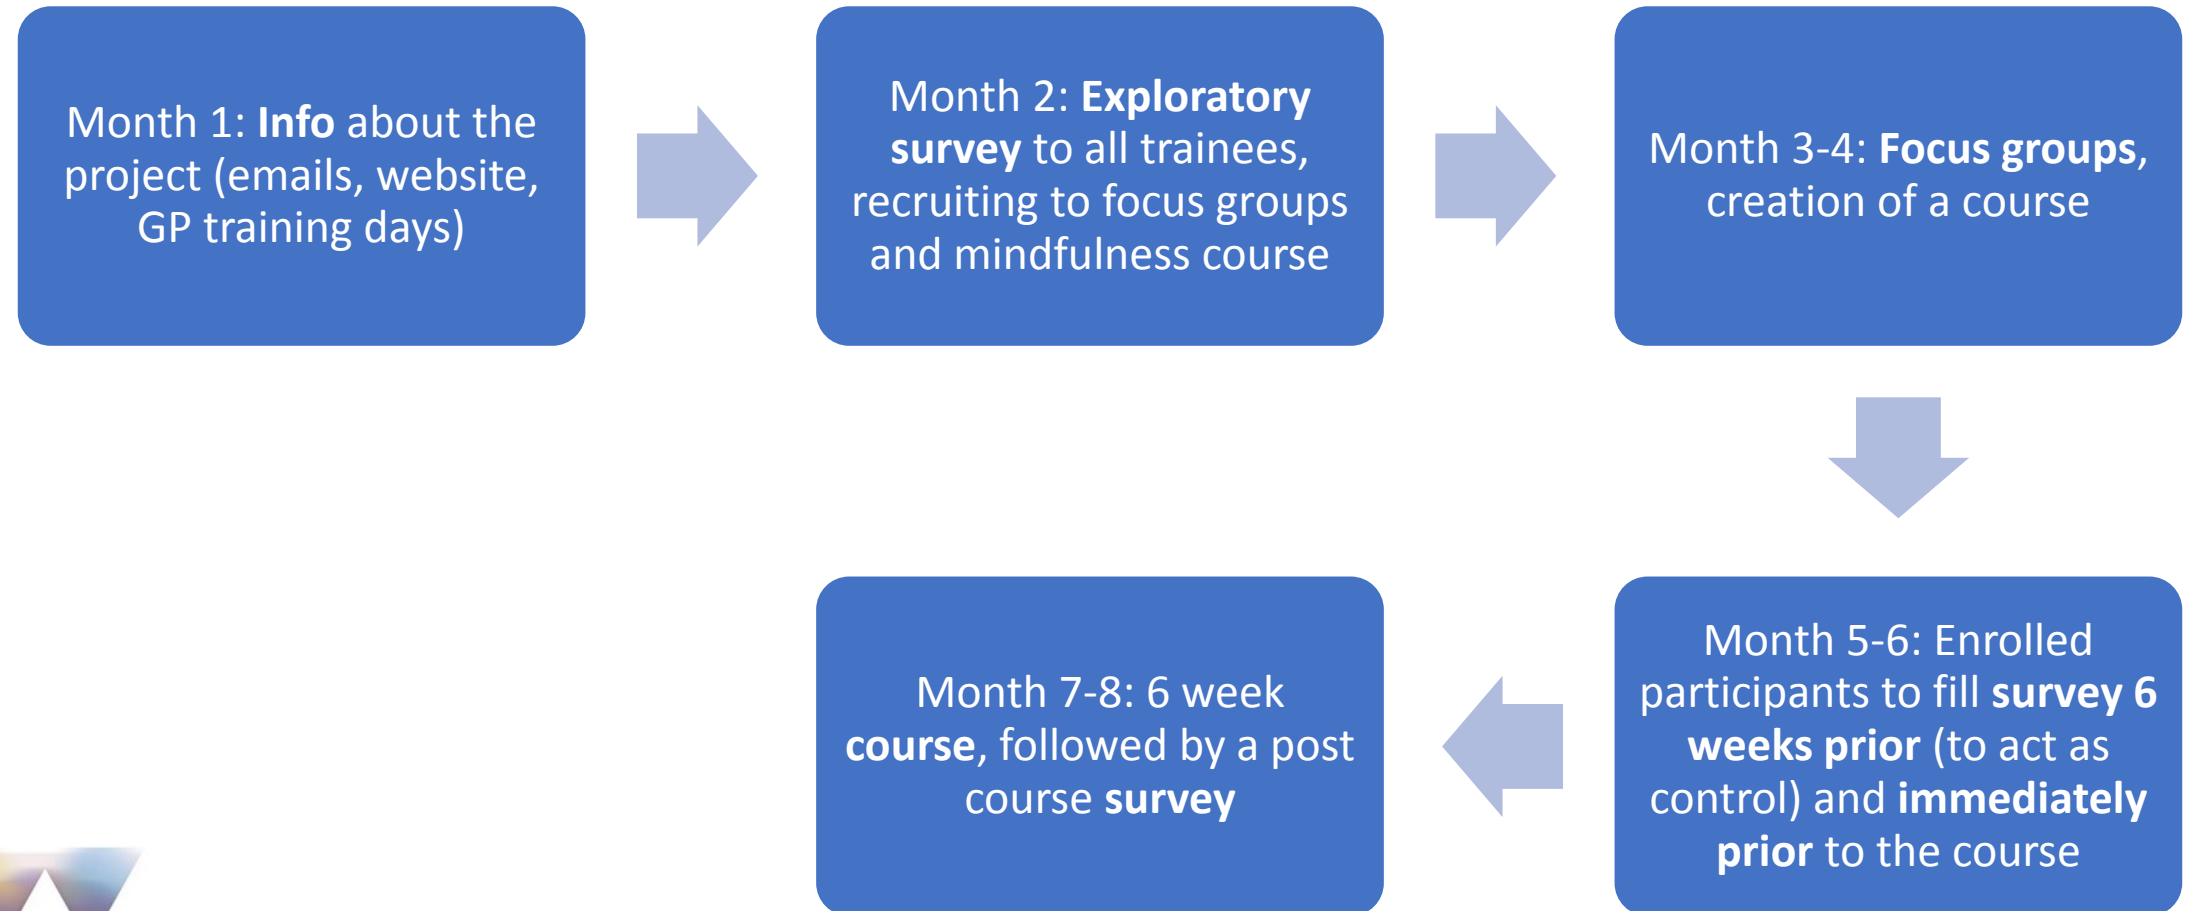 Month 1: Info about the
project (emails, website,
GP training days)
Month 2: Exploratory
survey to all trainees,
recruiting to focus groups
and mindfulness course
Month 3-4: Focus groups,
creation of a course
Month 5-6: Enrolled
participants to fill survey 6
weeks prior (to act as
control) and immediately
prior to the course
Month 7-8: 6 week
course, followed by a post
course survey